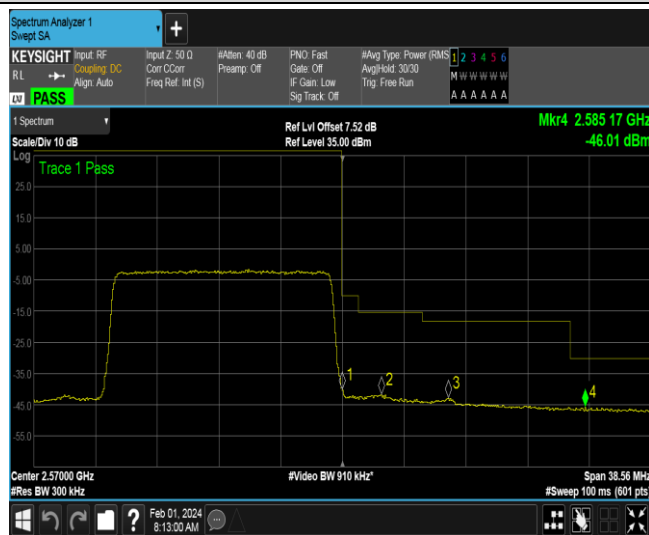 Spectrum Analyzer 1
Swept SA
+
KEYSIGHT
RL
LXI PASS
Input: RF
Coupling: DC
Align: Auto
Input Z: 50 Ω
Corr CCorr
Freq Ref: Int (S)
#Atten: 40 dB
Preamp: Off
PNO: Fast
Gate: Off
IF Gain: Low
Sig Track: Off
#Avg Type: Power (RMS
Avg|Hold: 30/30
Trig: Free Run
1 2 3 4 5 6
M W W W W W
A A A A A A
1 Spectrum
Scale/Div 10 dB
Ref Lvl Offset 7.52 dB
Ref Level 35.00 dBm
Mkr4 2.585 17 GHz
-46.01 dBm
Log
Trace 1 Pass
25.0
15.0
5.00
-5.00
-15.0
-25.0
-35.0
-45.0
-55.0
1
2
3
4
Center 2.57000 GHz
#Res BW 300 kHz
#Video BW 910 kHz*
Span 38.56 MHz
#Sweep 100 ms (601 pts)
?
Feb 01, 2024
8:13:00 AM